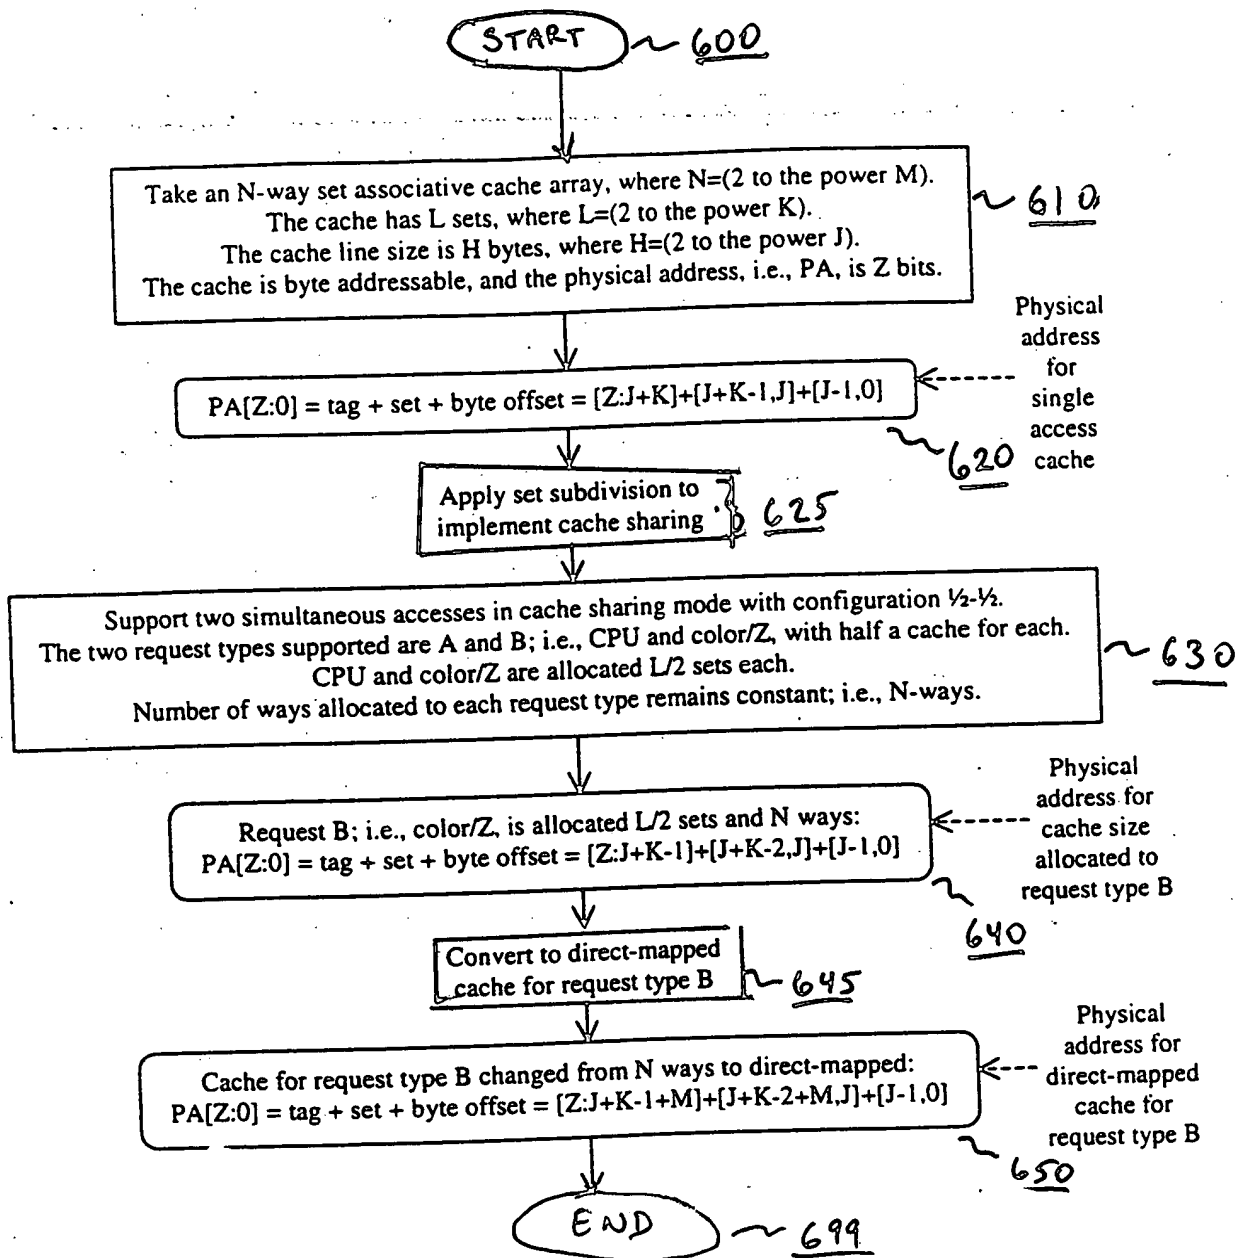 START 600
Take an N-way set associative cache array, where N=(2 to the power M).
The cache has L sets, where L=(2 to the power K).
The cache line size is H bytes, where H=(2 to the power J).
The cache is byte addressable, and the physical address, i.e., PA, is Z bits.
610
PA[Z:0] = tag + set + byte offset = [Z:J+K]+[J+K-1,J]+[J-1,0]
Physical
address
for
single
access
cache
620
Apply set subdivision to
implement cache sharing
625
Support two simultaneous accesses in cache sharing mode with configuration ½-½.
The two request types supported are A and B; i.e., CPU and color/Z, with half a cache for each.
CPU and color/Z are allocated L/2 sets each.
Number of ways allocated to each request type remains constant; i.e., N-ways.
630
Request B; i.e., color/Z, is allocated L/2 sets and N ways:
PA[Z:0] = tag + set + byte offset = [Z:J+K-1]+[J+K-2,J]+[J-1,0]
Physical
address for
cache size
allocated to
request type B
640
Convert to direct-mapped
cache for request type B
645
Cache for request type B changed from N ways to direct-mapped:
PA[Z:0] = tag + set + byte offset = [Z:J+K-1+M]+[J+K-2+M,J]+[J-1,0]
Physical
address for
direct-mapped
cache for
request type B
650
END 699